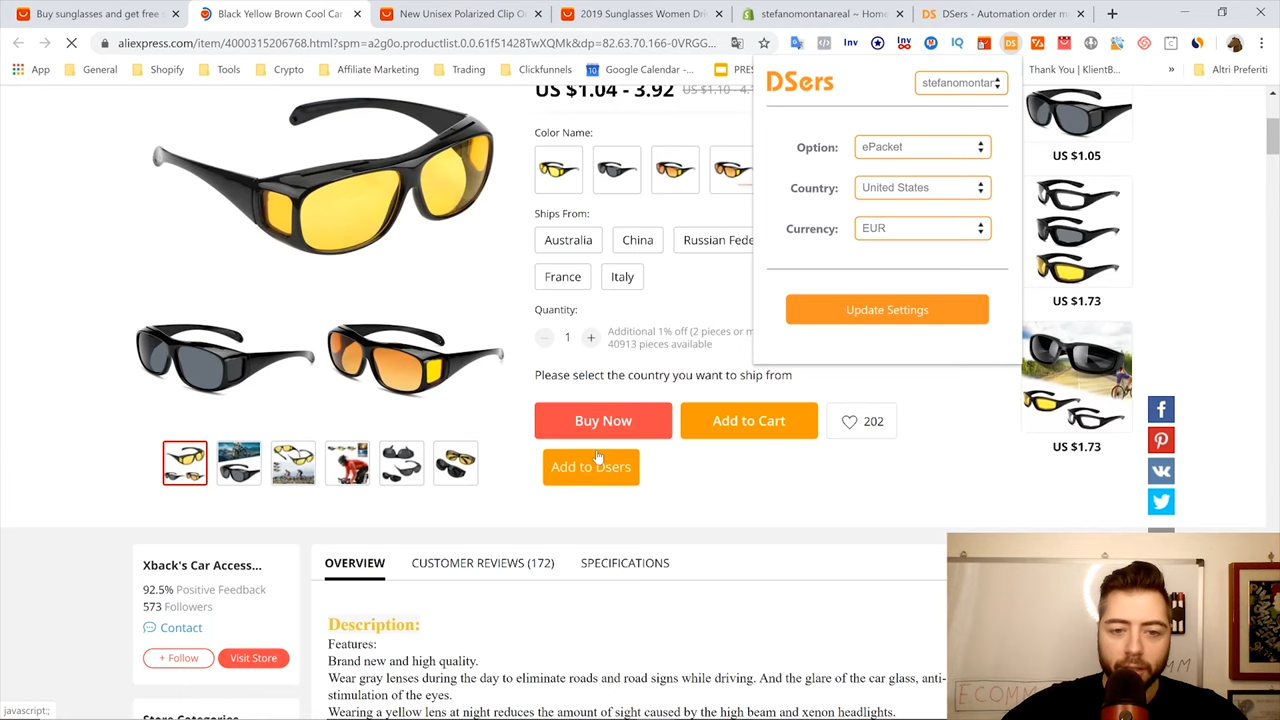 Buy sunglasses and get free s
Black Yellow Brown Cool Car
New Unisex Polarized Clip O
2019 Sunglasses Women Dri
stefanomontanareal ~ Home
DSers - Automation order m
aliexpress.com/item/4000315206768.html?spm=a2g0o.productlist.0.0.61f51428TwXQMk&dp=82.63.70.166-0VRGG...
App
General
Shopify
Tools
Crypto
Affiliate Marketing
Trading
Clickfunnels
Google Calendar -...
PRES
Thank You | KlientB...
»
Altri Preferiti
US $1.04 - 3.92
Color Name:
Ships From:
Australia
China
Russian Fede
France
Italy
Quantity:
1
Additional 1% off (2 pieces or m
40913 pieces available
Please select the country you want to ship from
Buy Now
Add to Cart
202
Add to Dsers
DSers
stefanomontar
Option:
ePacket
Country:
United States
Currency:
EUR
Update Settings
US $1.05
US $1.73
US $1.73
Xback's Car Access...
92.5% Positive Feedback
573 Followers
Contact
+ Follow
Visit Store
OVERVIEW
CUSTOMER REVIEWS (172)
SPECIFICATIONS
Description:
Features:
Brand new and high quality.
Wear gray lenses during the day to eliminate roads and road signs while driving. And the glare of the car glass, anti-
stimulation of the eyes.
Wearing a yellow lens at night reduces the amount of sight caused by the high beam and xenon headlights.
javascript:;